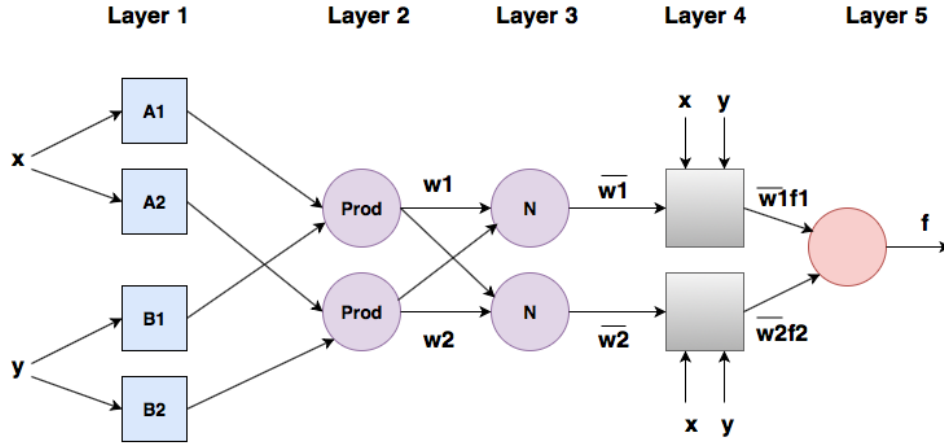 Layer 1 Layer 2 Layer 3 Layer 4 Layer 5
x y
A1
x
A2
Prod w1 N w1 w1f1
f
B1
Prod w2 N w2 w2f2
y
B2
x y